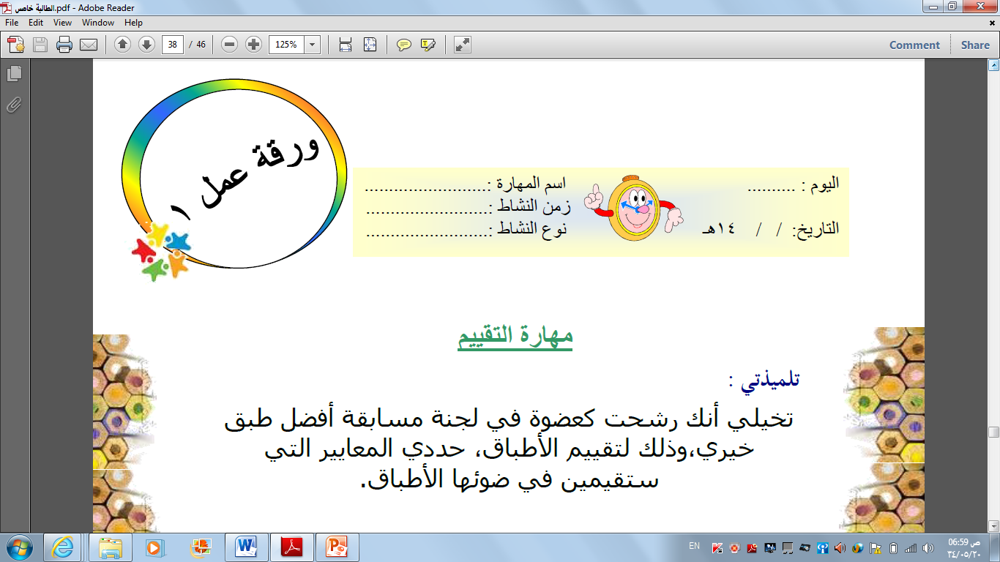 الطالبة خامس.pdf - Adobe Reader
File Edit View Window Help
38 / 46 125% Comment Share
ورقة عمل ١
اليوم : ..........
التاريخ: / / ١٤هـ
اسم المهارة :.........................
زمن النشاط :.........................
نوع النشاط :.........................
مهارة التقييم
تلميذتي :
تخيلي أنك رشحت كعضوة في لجنة مسابقة أفضل طبق
خيري،وذلك لتقييم الأطباق، حددي المعايير التي
ستقيمين في ضوئها الأطباق.
EN
06:59 ص
٣٤/٠٥/٢٠